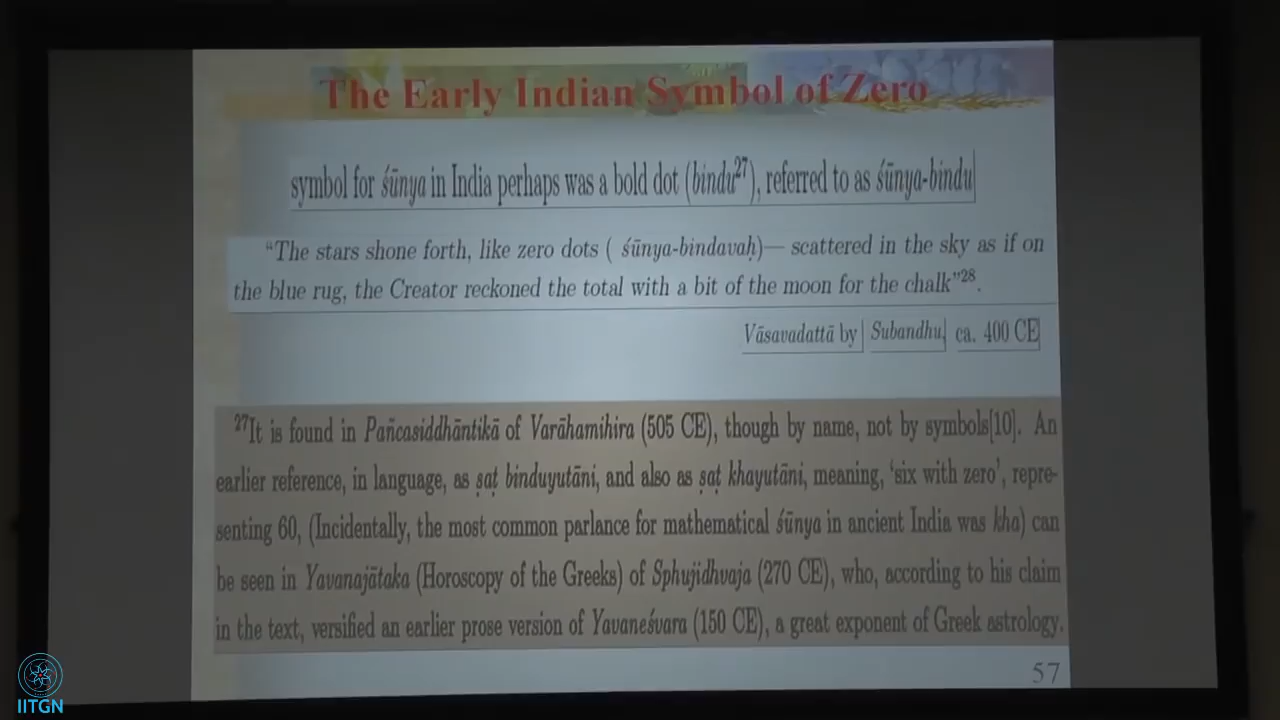 The Early Indian Symbol of Zero
symbol for śūnya in India perhaps was a bold dot (bindu27), referred to as śūnya-bindu
“The stars shone forth, like zero dots ( śūnya-bindavaḥ)— scattered in the sky as if on
the blue rug, the Creator reckoned the total with a bit of the moon for the chalk”28.
Vāsavadattā by Subandhu, ca. 400 CE
27It is found in Pañcasiddhāntikā of Varāhamihira (505 CE), though by name, not by symbols[10]. An
earlier reference, in language, as ṣaṭ binduyutāni, and also as ṣaṭ khayutāni, meaning, ‘six with zero’, repre-
senting 60, (Incidentally, the most common parlance for mathematical śūnya in ancient India was kha) can
be seen in Yavanajātaka (Horoscopy of the Greeks) of Sphujidhvaja (270 CE), who, according to his claim
in the text, versified an earlier prose version of Yavaneśvara (150 CE), a great exponent of Greek astrology.
57
IITGN